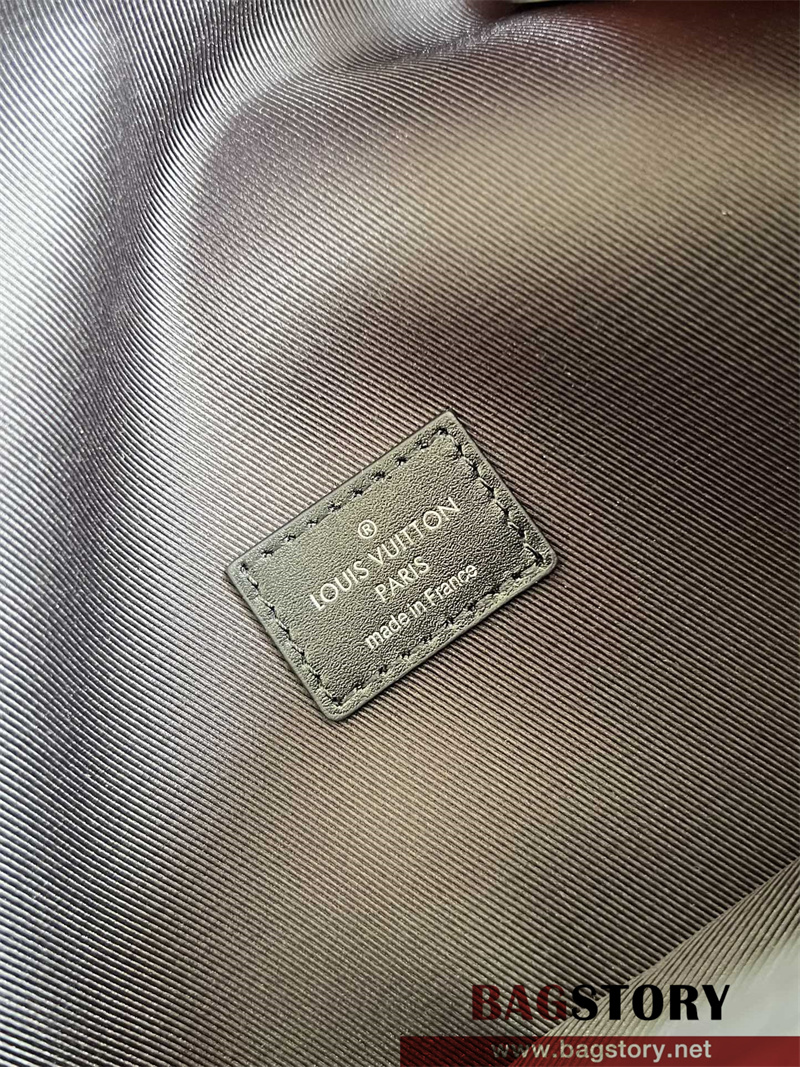 ®
LOUIS VUITTON
PARIS
made in France
BAGSTORY
www.bagstory.net